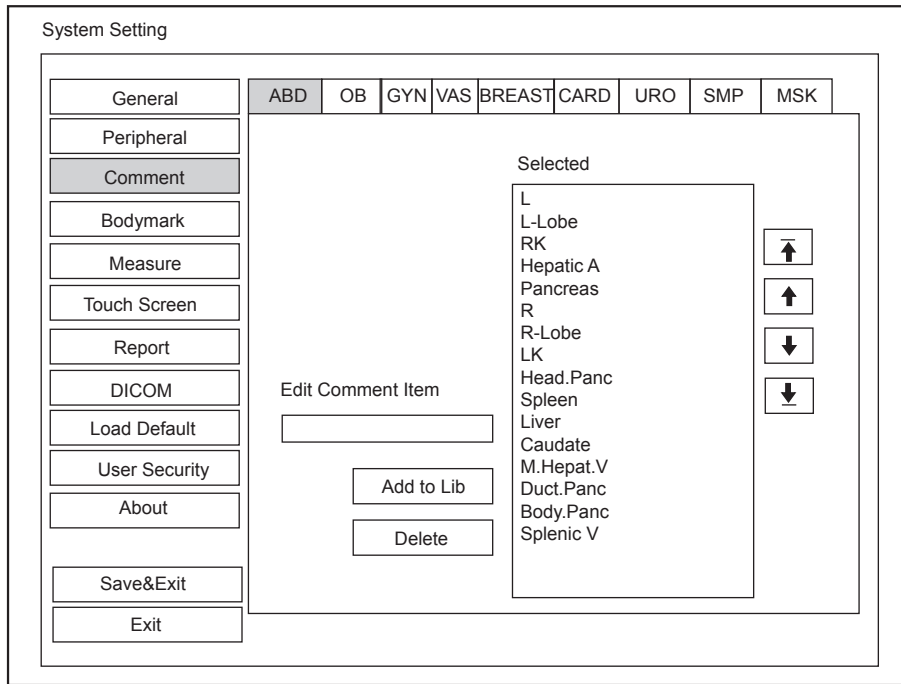 System Setting
General
Peripheral
Comment
Bodymark
Measure
Touch Screen
Report
DICOM
Load Default
User Security
About
Save&Exit
Exit
ABD OB GYN VAS BREAST CARD URO SMP MSK
Edit Comment Item
Add to Lib
Delete
Selected
L
L-Lobe
RK
Hepatic A
Pancreas
R
R-Lobe
LK
Head.Panc
Spleen
Liver
Caudate
M.Hepat.V
Duct.Panc
Body.Panc
Splenic V